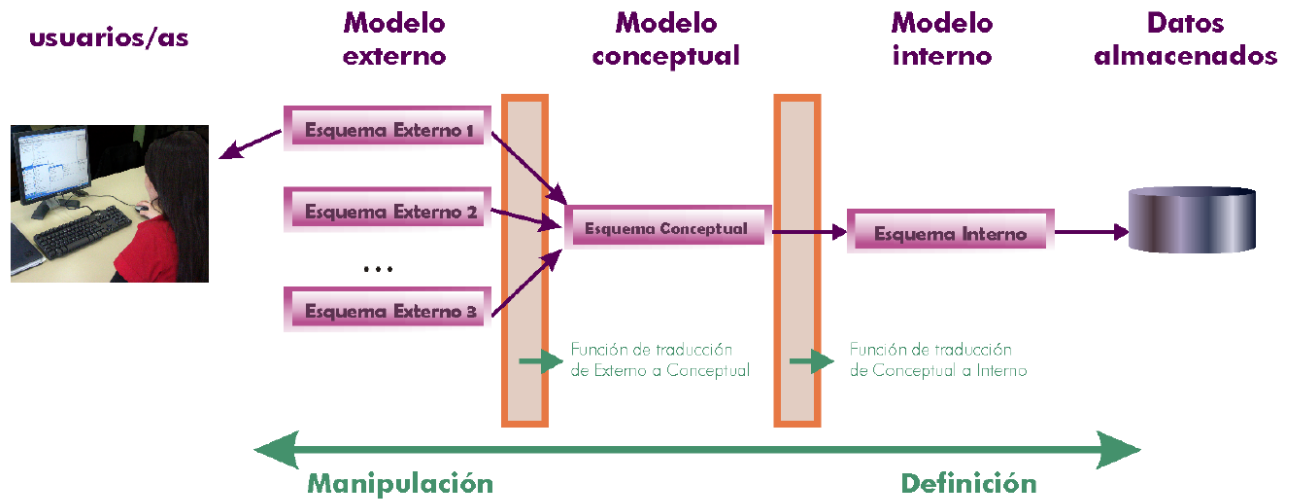 usuarios/as
Modelo
externo
Modelo
conceptual
Modelo
interno
Datos
almacenados
Esquema Externo 1
Esquema Externo 2
...
Esquema Externo 3
Esquema Conceptual
Esquema Interno
Función de traducción
de Externo a Conceptual
Función de traducción
de Conceptual a Interno
Manipulación
Definición